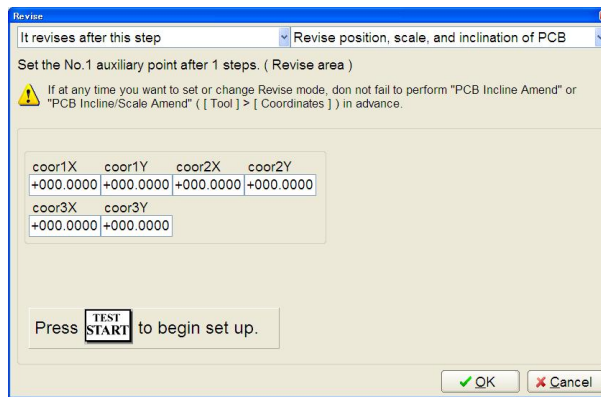 Revise
It revises after this step Revise position, scale, and inclination of PCB
Set the No.1 auxiliary point after 1 steps. ( Revise area )
If at any time you want to set or change Revise mode, don not fail to perform "PCB Incline Amend" or
"PCB Incline/Scale Amend" ( [ Tool ] > [ Coordinates ] ) in advance.
coor1X coor1Y coor2X coor2Y
+000.0000 +000.0000 +000.0000 +000.0000
coor3X coor3Y
+000.0000 +000.0000
Press TEST START to begin set up.
OK Cancel